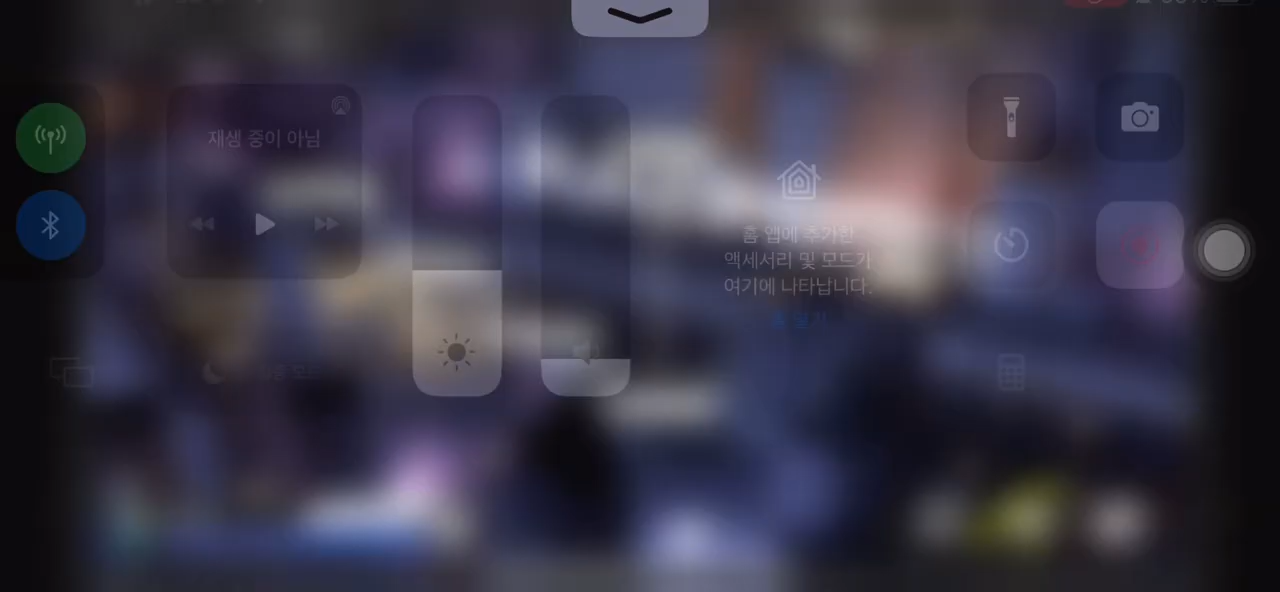 재생 중이 아님
홈 앱에 추가한
액세서리 및 모드가
여기에 나타납니다.